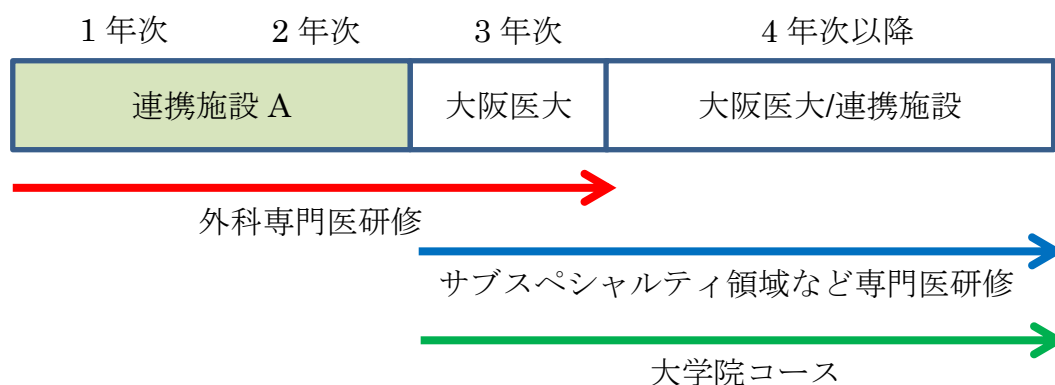 1 年次 2 年次 3 年次 4 年次以降
連携施設 A 大阪医大 大阪医大/連携施設
外科専門医研修
サブスペシャルティ領域など専門医研修
大学院コース